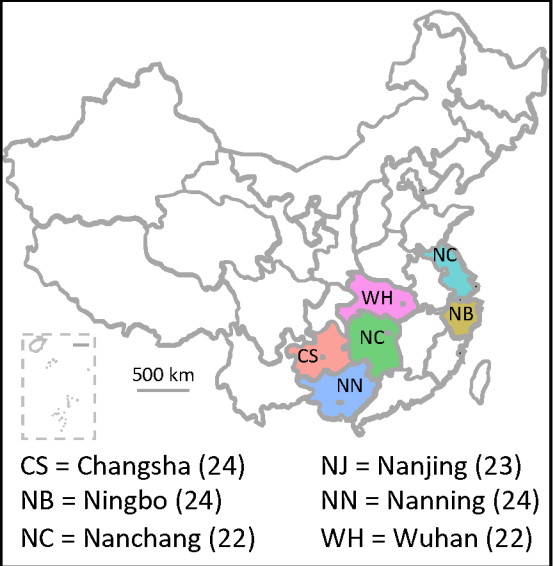 NC
WH
NB
NC
CS
NN
500 km
CS = Changsha (24)
NJ = Nanjing (23)
NB = Ningbo (24)
NN = Nanning (24)
NC = Nanchang (22)
WH = Wuhan (22)